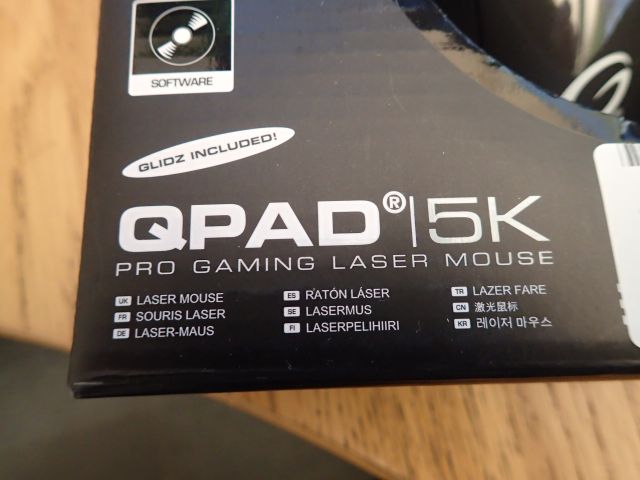 SOFTWARE
GLIDZ INCLUDED!
QPAD®|5K
PRO GAMING LASER MOUSE
UK LASER MOUSE
FR SOURIS LASER
DE LASER-MAUS
ES RATÓN LÁSER
SE LASERMUS
FI LASERPELIHIIRI
TR LAZER FARE
CN 激光鼠标
KR 레이저 마우스